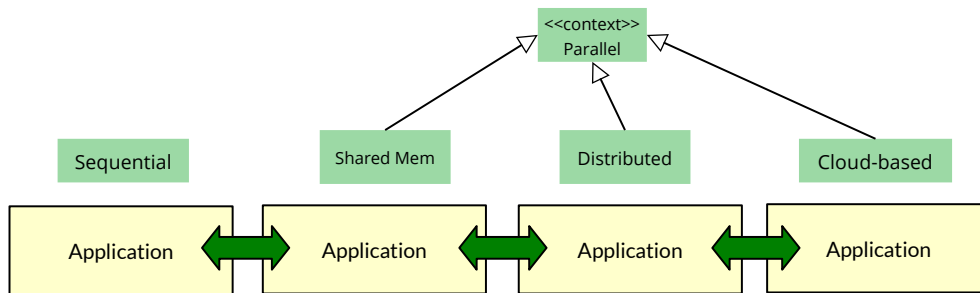 <<context>>
Parallel
Sequential
Shared Mem
Distributed
Cloud-based
Application
Application
Application
Application